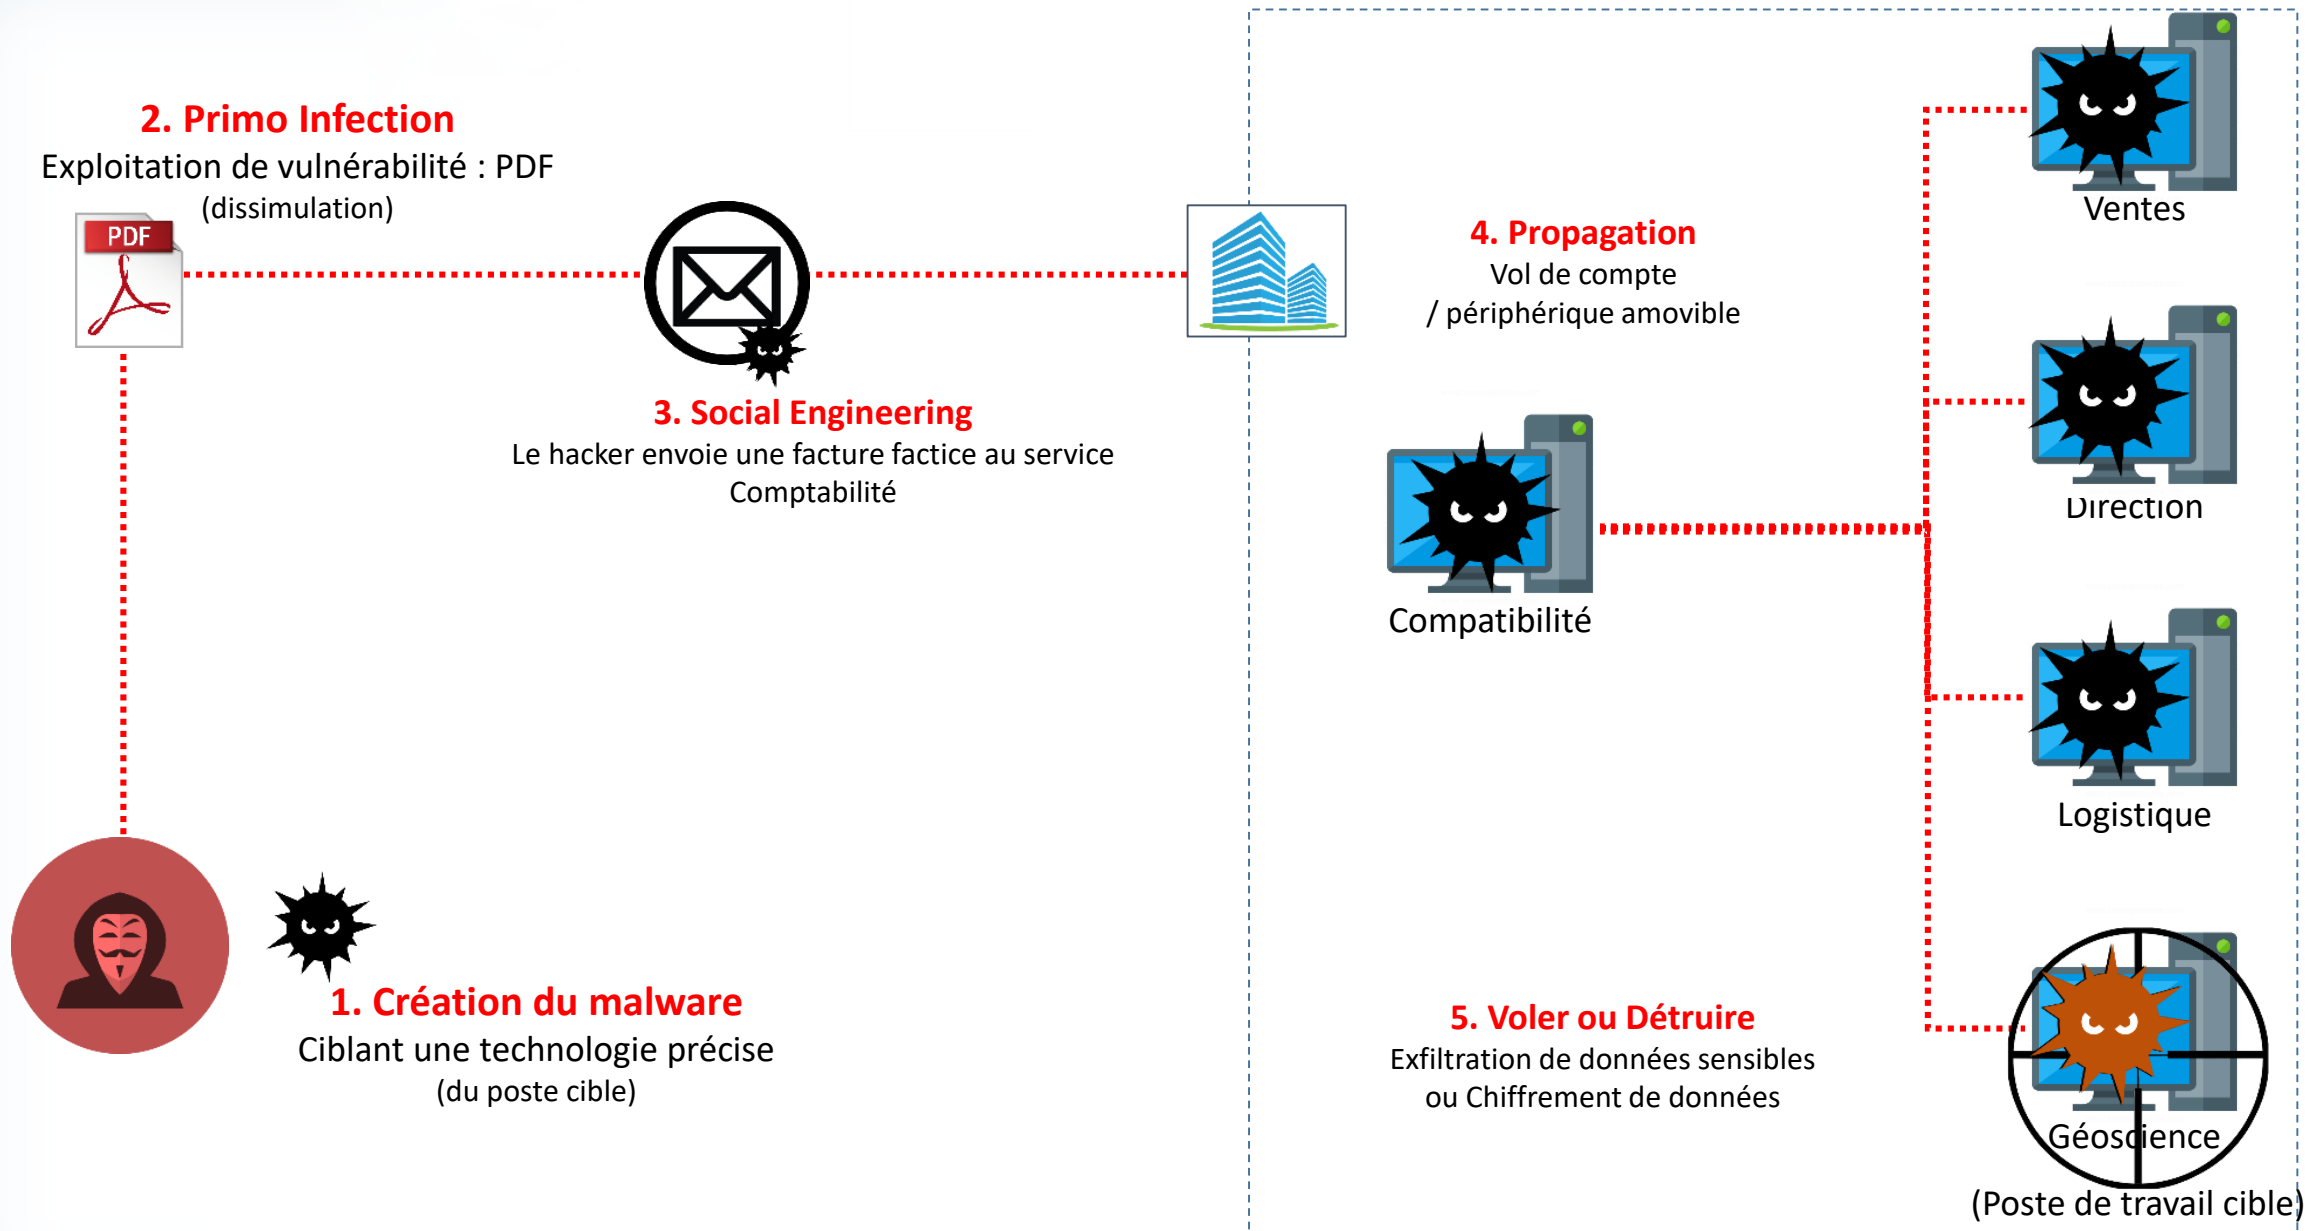 2. Primo Infection
Exploitation de vulnérabilité : PDF
(dissimulation)
PDF
3. Social Engineering
Le hacker envoie une facture factice au service
Comptabilité
1. Création du malware
Ciblant une technologie précise
(du poste cible)
4. Propagation
Vol de compte
/ périphérique amovible
Compatibilité
Ventes
Direction
Logistique
5. Voler ou Détruire
Exfiltration de données sensibles
ou Chiffrement de données
Géoscience
(Poste de travail cible)